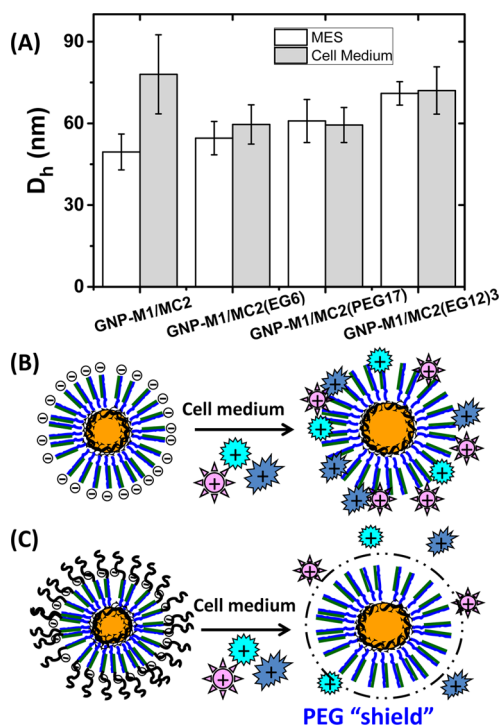 (A)
MES
Cell Medium
90
60
30
0
Dh (nm)
GNP-M1/MC2
GNP-M1/MC2(EG6)
GNP-M1/MC2(PEG17)
GNP-M1/MC2(EG12)3
(B)
Cell medium
(C)
Cell medium
PEG “shield”